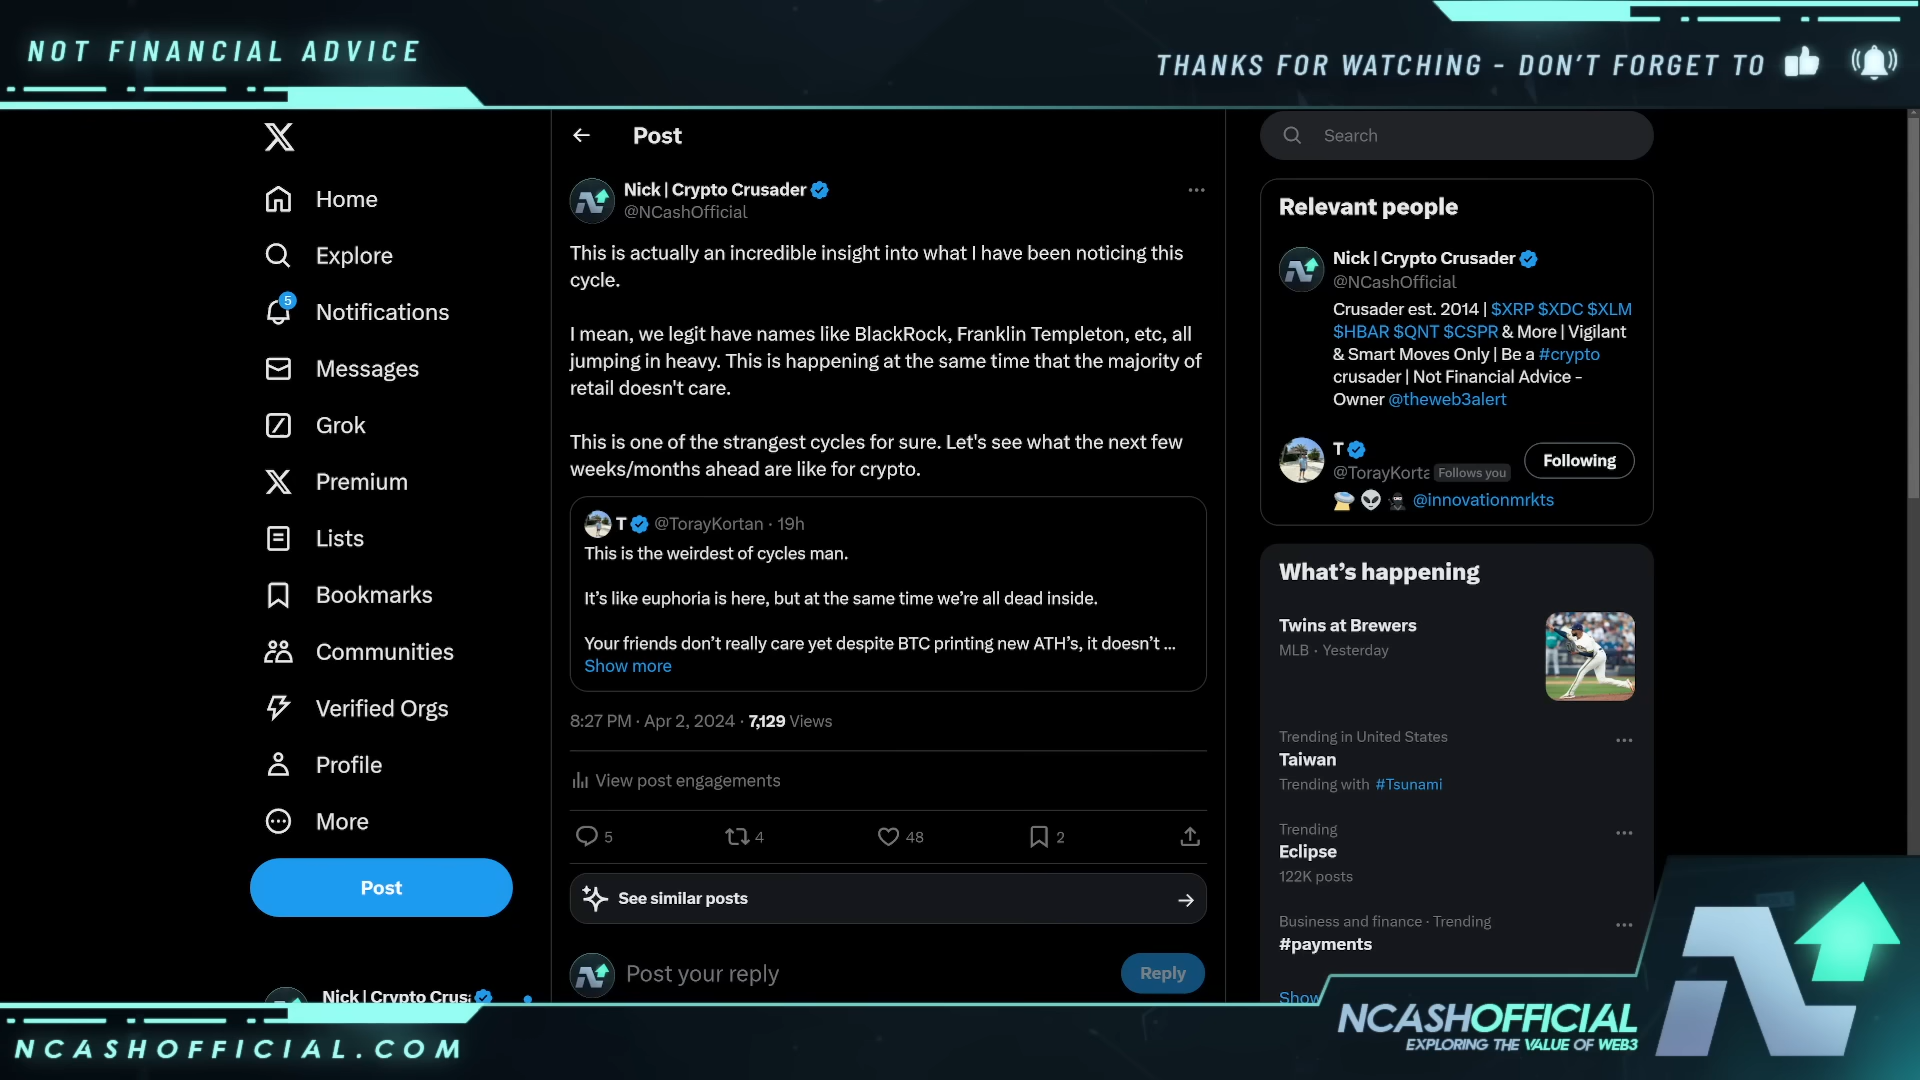 NOT FINANCIAL ADVICE
THANKS FOR WATCHING - DON'T FORGET TO
Home
Explore
5
Notifications
Messages
Grok
Premium
Lists
Bookmarks
Communities
Verified Orgs
Profile
More
Post
Nick | Crypto Crus
Post
Nick | Crypto Crusader
@NCashOfficial
This is actually an incredible insight into what I have been noticing this
cycle.
I mean, we legit have names like BlackRock, Franklin Templeton, etc, all
jumping in heavy. This is happening at the same time that the majority of
retail doesn't care.
This is one of the strangest cycles for sure. Let's see what the next few
weeks/months ahead are like for crypto.
T @TorayKortan · 19h
This is the weirdest of cycles man.
It’s like euphoria is here, but at the same time we’re all dead inside.
Your friends don’t really care yet despite BTC printing new ATH’s, it doesn’t ...
Show more
8:27 PM · Apr 2, 2024 · 7,129 Views
View post engagements
5 4 48 2
See similar posts
Post your reply
Reply
Search
Relevant people
Nick | Crypto Crusader
@NCashOfficial
Crusader est. 2014 | $XRP $XDC $XLM
$HBAR $QNT $CSPR & More | Vigilant
& Smart Moves Only | Be a #crypto
crusader | Not Financial Advice -
Owner @theweb3alert
T
@TorayKorta Follows you
Following
@innovationmrkts
What’s happening
Twins at Brewers
MLB · Yesterday
Trending in United States
Taiwan
Trending with #Tsunami
Trending
Eclipse
122K posts
Business and finance · Trending
#payments
Show
NCASHOFFICIAL.COM
NCASHOFFICIAL
EXPLORING THE VALUE OF WEB3